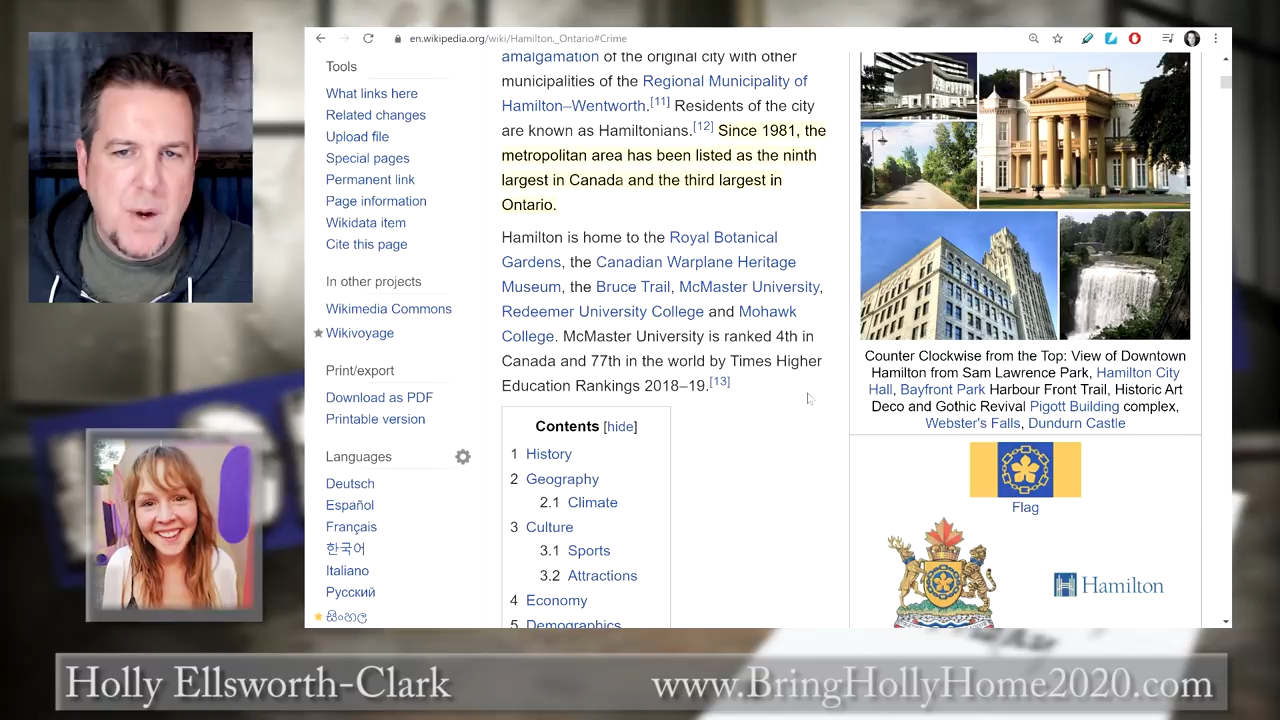 en.wikipedia.org/wiki/Hamilton,_Ontario#Crime
Tools
What links here
Related changes
Upload file
Special pages
Permanent link
Page information
Wikidata item
Cite this page
In other projects
Wikimedia Commons
Wikivoyage
Print/export
Download as PDF
Printable version
Languages
Deutsch
Español
Français
한국어
Italiano
Русский
සිංහල
amalgamation of the original city with other
municipalities of the Regional Municipality of
Hamilton–Wentworth.[11] Residents of the city
are known as Hamiltonians.[12] Since 1981, the
metropolitan area has been listed as the ninth
largest in Canada and the third largest in
Ontario.
Hamilton is home to the Royal Botanical
Gardens, the Canadian Warplane Heritage
Museum, the Bruce Trail, McMaster University,
Redeemer University College and Mohawk
College. McMaster University is ranked 4th in
Canada and 77th in the world by Times Higher
Education Rankings 2018–19.[13]
Contents [hide]
1 History
2 Geography
2.1 Climate
3 Culture
3.1 Sports
3.2 Attractions
4 Economy
5 Demographics
Counter Clockwise from the Top: View of Downtown
Hamilton from Sam Lawrence Park, Hamilton City
Hall, Bayfront Park Harbour Front Trail, Historic Art
Deco and Gothic Revival Pigott Building complex,
Webster's Falls, Dundurn Castle
Flag
Hamilton
Holly Ellsworth-Clark
www.BringHollyHome2020.com